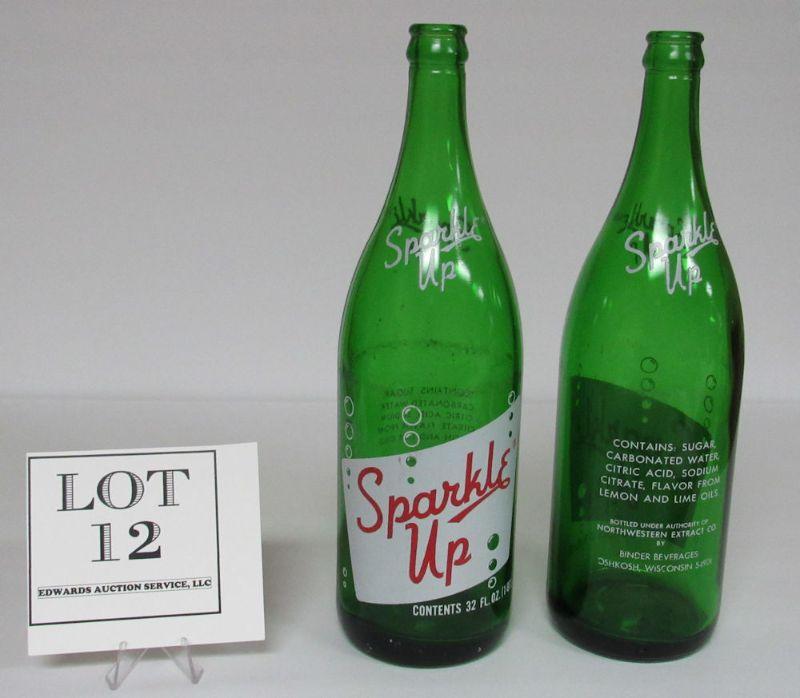 LOT
12
EDWARDS AUCTION SERVICE, LLC
Sparkle
Up
Sparkle
Up
CONTENTS 32 FL. OZ.
Sparkle
Up
CONTAINS: SUGAR,
CARBONATED WATER,
CITRIC ACID, SODIUM
CITRATE, FLAVOR FROM
LEMON AND LIME OILS.
BOTTLED UNDER AUTHORITY OF
NORTHWESTERN EXTRACT CO.
BY
BINDER BEVERAGES
OSHKOSH, WISCONSIN 54901